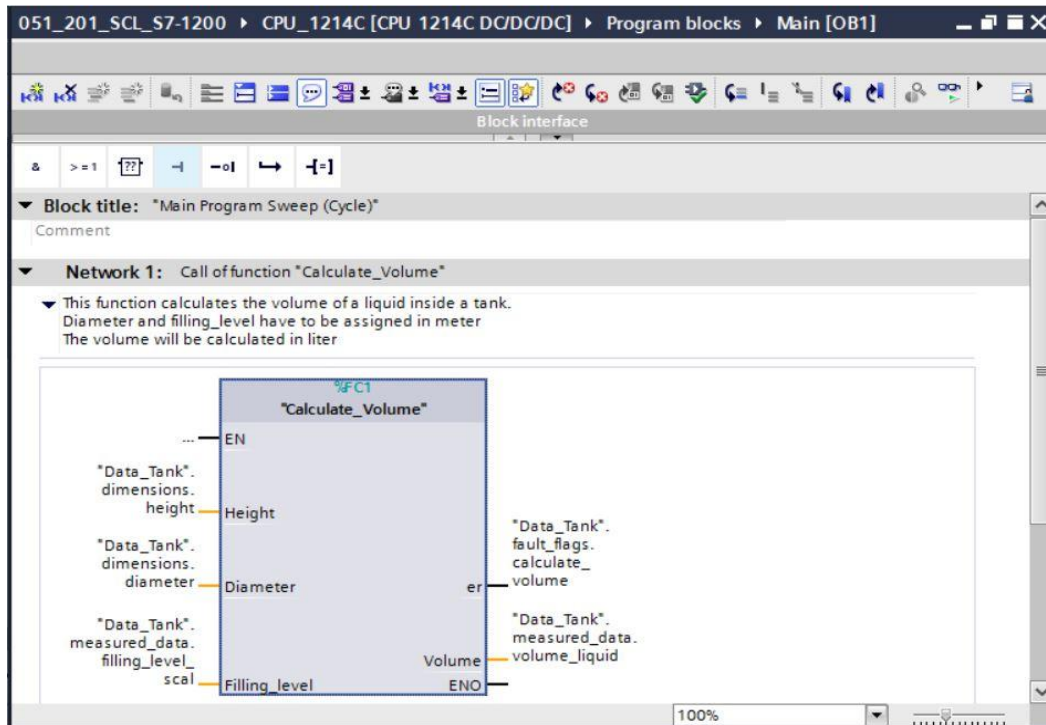 051_201_SCL_S7-1200 ▸ CPU_1214C [CPU 1214C DC/DC/DC] ▸ Program blocks ▸ Main [OB1]
Block interface
& >=1 ??
Block title: "Main Program Sweep (Cycle)"
Comment
Network 1: Call of function "Calculate_Volume"
This function calculates the volume of a liquid inside a tank.
Diameter and filling_level have to be assigned in meter
The volume will be calculated in liter
%FC1
"Calculate_Volume"
... EN
"Data_Tank".
dimensions.
height Height
"Data_Tank".
dimensions.
diameter Diameter
"Data_Tank".
measured_data.
filling_level_
scal Filling_level
"Data_Tank".
fault_flags.
calculate_
er volume
"Data_Tank".
measured_data.
Volume volume_liquid
ENO
100%